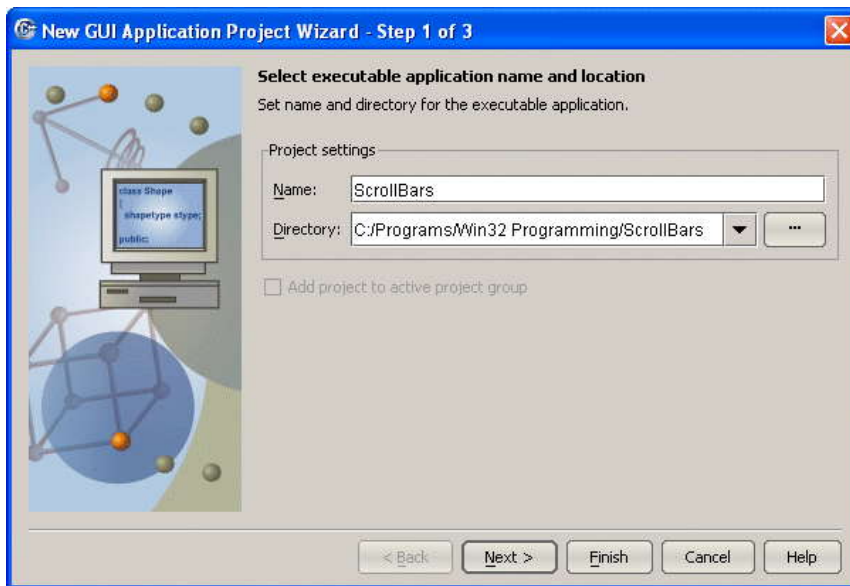 New GUI Application Project Wizard - Step 1 of 3
Select executable application name and location
Set name and directory for the executable application.
Project settings
Name: ScrollBars
Directory: C:/Programs/Win32 Programming/ScrollBars ...
Add project to active project group
class Shape
{
shapetype stype;
public:
< Back Next > Finish Cancel Help